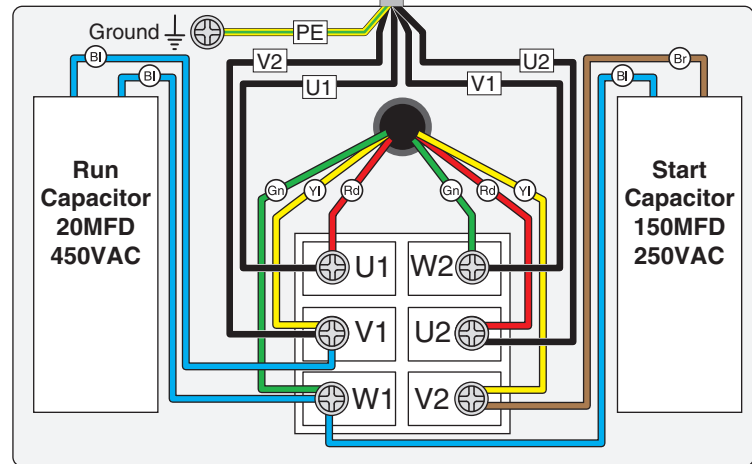 Ground
PE
V2
U2
U1
V1
Bl
Bl
Br
Bl
Run
Capacitor
20MFD
450VAC
Start
Capacitor
150MFD
250VAC
Gn
Yl
Rd
Gn
Rd
Yl
U1
W2
V1
U2
W1
V2